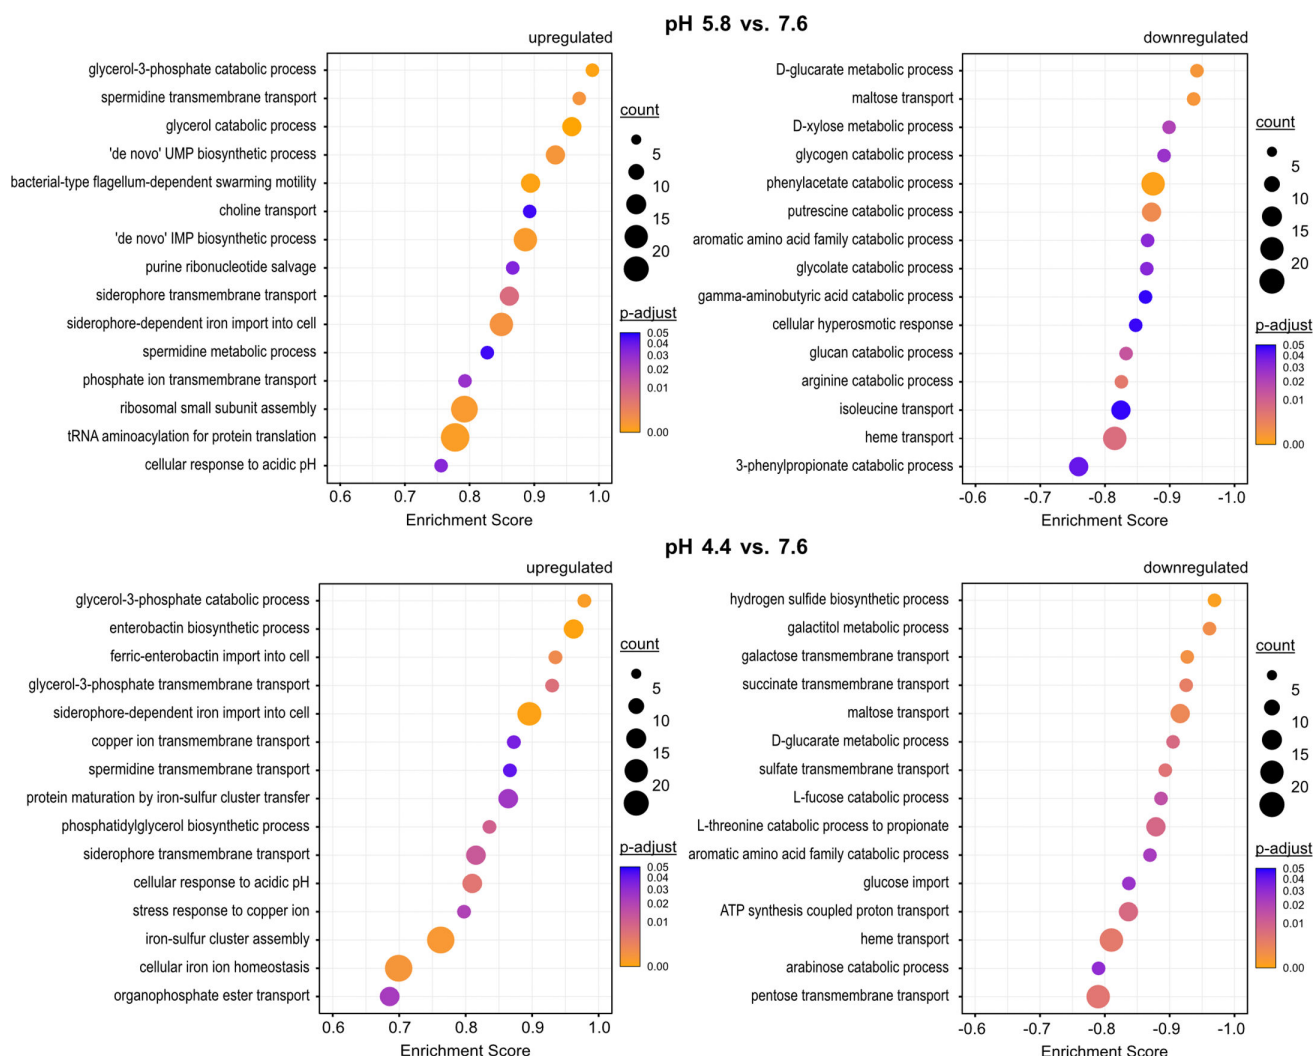 pH 5.8 vs. 7.6
upregulated
glycerol-3-phosphate catabolic process
spermidine transmembrane transport
glycerol catabolic process
'de novo' UMP biosynthetic process
bacterial-type flagellum-dependent swarming motility
choline transport
'de novo' IMP biosynthetic process
purine ribonucleotide salvage
siderophore transmembrane transport
siderophore-dependent iron import into cell
spermidine metabolic process
phosphate ion transmembrane transport
ribosomal small subunit assembly
tRNA aminoacylation for protein translation
cellular response to acidic pH
0.6 0.7 0.8 0.9 1.0
Enrichment Score
count
5
10
15
20
p-adjust
0.05
0.04
0.03
0.02
0.01
0.00
downregulated
D-glucarate metabolic process
maltose transport
D-xylose metabolic process
glycogen catabolic process
phenylacetate catabolic process
putrescine catabolic process
aromatic amino acid family catabolic process
glycolate catabolic process
gamma-aminobutyric acid catabolic process
cellular hyperosmotic response
glucan catabolic process
arginine catabolic process
isoleucine transport
heme transport
3-phenylpropionate catabolic process
-0.6 -0.7 -0.8 -0.9 -1.0
Enrichment Score
count
5
10
15
20
p-adjust
0.05
0.04
0.03
0.02
0.01
0.00
pH 4.4 vs. 7.6
upregulated
glycerol-3-phosphate catabolic process
enterobactin biosynthetic process
ferric-enterobactin import into cell
glycerol-3-phosphate transmembrane transport
siderophore-dependent iron import into cell
copper ion transmembrane transport
spermidine transmembrane transport
protein maturation by iron-sulfur cluster transfer
phosphatidylglycerol biosynthetic process
siderophore transmembrane transport
cellular response to acidic pH
stress response to copper ion
iron-sulfur cluster assembly
cellular iron ion homeostasis
organophosphate ester transport
0.6 0.7 0.8 0.9 1.0
Enrichment Score
count
5
10
15
20
p-adjust
0.05
0.04
0.03
0.02
0.01
0.00
downregulated
hydrogen sulfide biosynthetic process
galactitol metabolic process
galactose transmembrane transport
succinate transmembrane transport
maltose transport
D-glucarate metabolic process
sulfate transmembrane transport
L-fucose catabolic process
L-threonine catabolic process to propionate
aromatic amino acid family catabolic process
glucose import
ATP synthesis coupled proton transport
heme transport
arabinose catabolic process
pentose transmembrane transport
-0.6 -0.7 -0.8 -0.9 -1.0
Enrichment Score
count
5
10
15
20
p-adjust
0.05
0.04
0.03
0.02
0.01
0.00